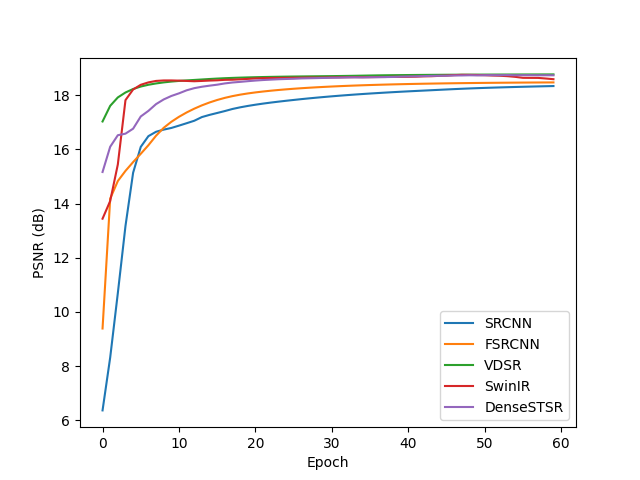 18
16
14
12
10
8
6
PSNR (dB)
0 10 20 30 40 50 60
Epoch
SRCNN
FSRCNN
VDSR
SwinIR
DenseSTSR